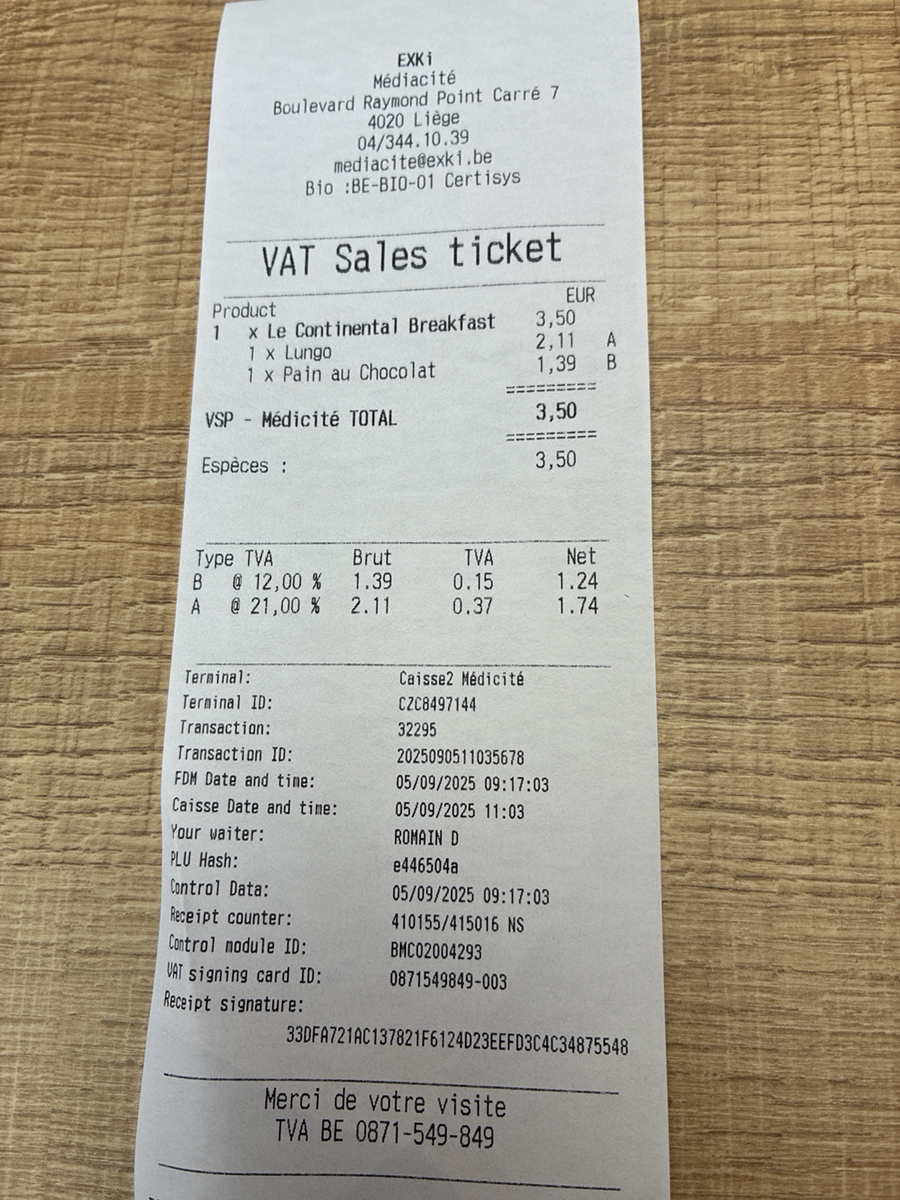 EXKi
Médiacité
Boulevard Raymond Point Carré 7
4020 Liège
04/344.10.39
mediacite@exki.be
Bio :BE-BIO-01 Certisys
VAT Sales ticket
Product EUR
1 x Le Continental Breakfast 3,50
1 x Lungo 2,11 A
1 x Pain au Chocolat 1,39 B
=========
VSP - Médicité TOTAL 3,50
=========
Espèces : 3,50
Type TVA Brut TVA Net
B @ 12,00 % 1.39 0.15 1.24
A @ 21,00 % 2.11 0.37 1.74
Terminal: Caisse2 Médicité
Terminal ID: CZC8497144
Transaction: 32295
Transaction ID: 2025090511035678
FDM Date and time: 05/09/2025 09:17:03
Caisse Date and time: 05/09/2025 11:03
Your waiter: ROMAIN D
PLU Hash: e446504a
Control Data: 05/09/2025 09:17:03
Receipt counter: 410155/415016 NS
Control module ID: BMC02004293
VAT signing card ID: 0871549849-003
Receipt signature:
33DFA721AC137821F6124D23EEFD3C4C34875548
Merci de votre visite
TVA BE 0871-549-849